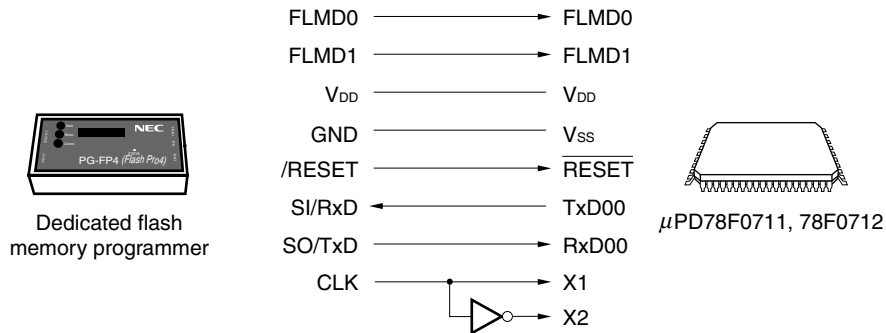 FLMD0 FLMD0
FLMD1 FLMD1
VDD VDD
GND VSS
/RESET RESET
SI/RxD TxD00
SO/TxD RxD00
CLK X1
X2
NEC
PG-FP4 (Flash Pro4)
Dedicated flash
memory programmer
μPD78F0711, 78F0712